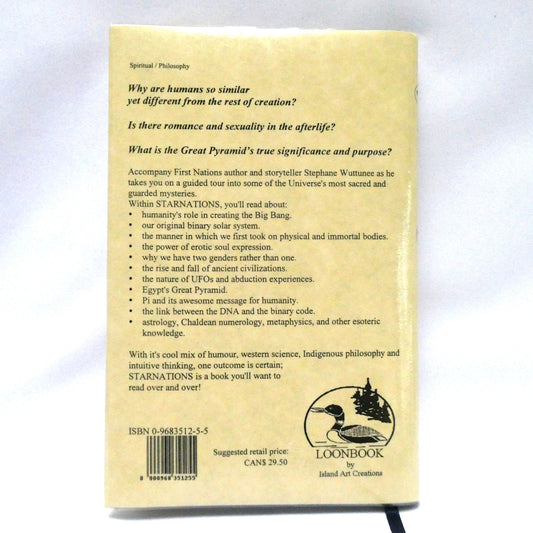 Spiritual / Philosophy
Why are humans so similar
yet different from the rest of creation?
Is there romance and sexuality in the afterlife?
What is the Great Pyramid's true significance and purpose?
Accompany First Nations author and storyteller Stephane Wuttunee as he
takes you on a guided tour into some of the Universe's most sacred and
guarded mysteries.
Within STARNATIONS, you'll read about:
• humanity's role in creating the Big Bang.
• our original binary solar system.
• the manner in which we first took on physical and immortal bodies.
• the power of erotic soul expression.
• why we have two genders rather than one.
• the rise and fall of ancient civilizations.
• the nature of UFOs and abduction experiences.
• Egypt's Great Pyramid.
• Pi and its awesome message for humanity.
• the link between the DNA and the binary code.
• astrology, Chaldean numerology, metaphysics, and other esoteric
knowledge.
With it's cool mix of humour, western science, Indigenous philosophy and
intuitive thinking, one outcome is certain;
STARNATIONS is a book you'll want to
read over and over!
ISBN 0-9683512-5-5
Suggested retail price:
CAN$ 29.50
LOONBOOK
by
Island Art Creations